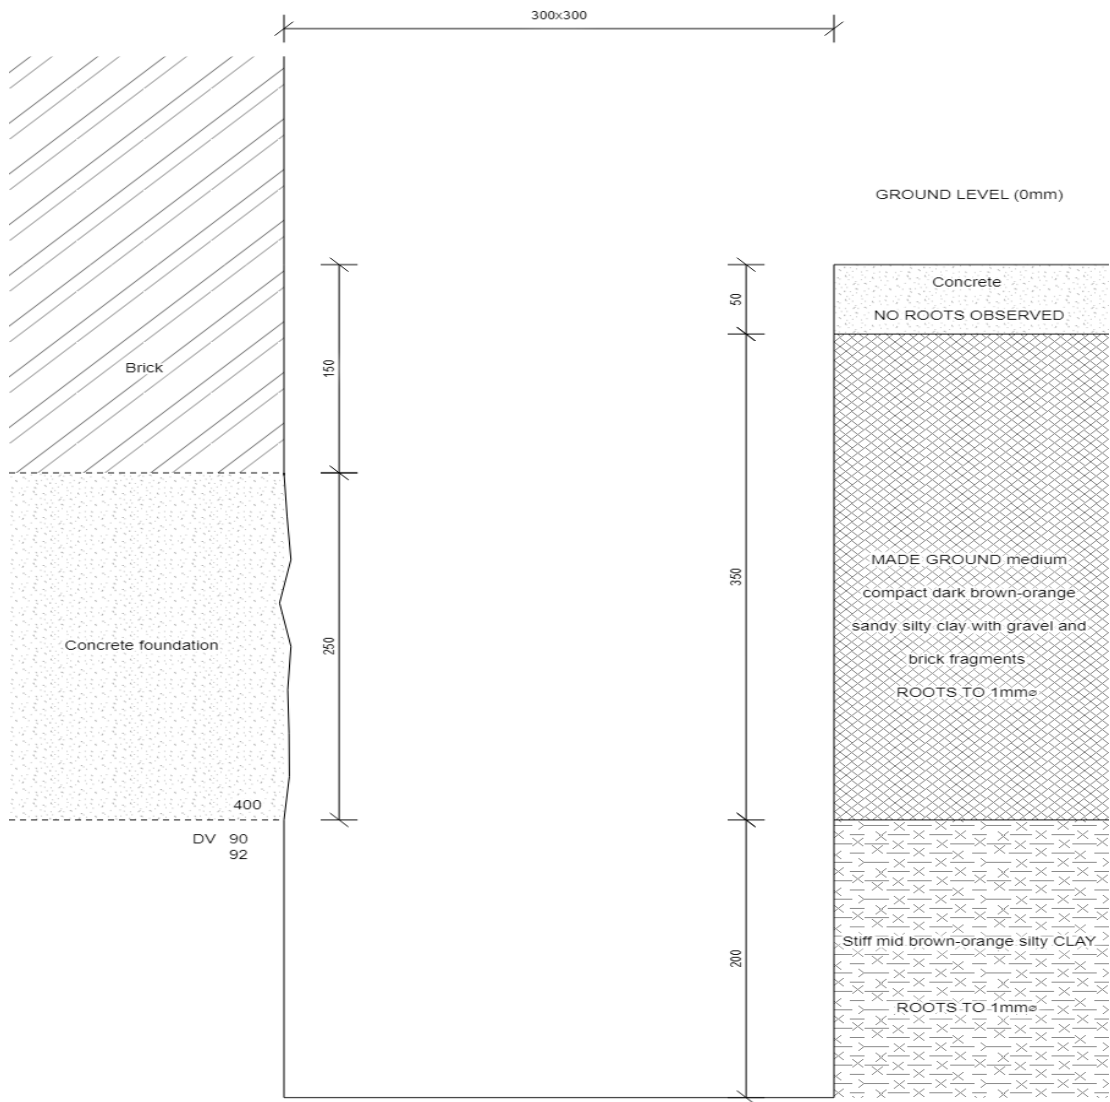 300x300
GROUND LEVEL (0mm)
Concrete
NO ROOTS OBSERVED
50
150
Brick
MADE GROUND medium
compact dark brown-orange
sandy silty clay with gravel and
brick fragments
ROOTS TO 1mmø
350
250
Concrete foundation
400
DV 90
92
Stiff mid brown-orange silty CLAY
ROOTS TO 1mmø
200